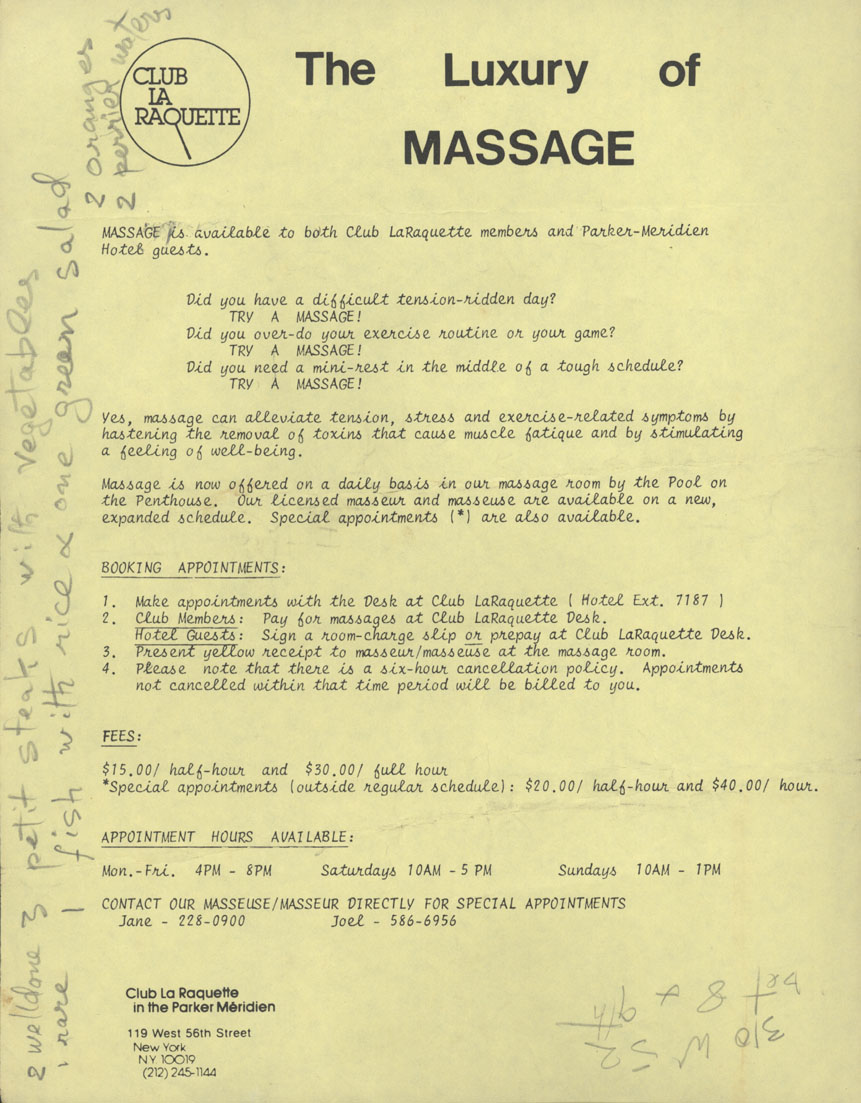 CLUB
LA
RAQUETTE
The Luxury of
MASSAGE
MASSAGE is available to both Club LaRaquette members and Parker-Meridien
Hotel guests.
Did you have a difficult tension-ridden day?
TRY A MASSAGE!
Did you over-do your exercise routine or your game?
TRY A MASSAGE!
Did you need a mini-rest in the middle of a tough schedule?
TRY A MASSAGE!
Yes, massage can alleviate tension, stress and exercise-related symptoms by
hastening the removal of toxins that cause muscle fatique and by stimulating
a feeling of well-being.
Massage is now offered on a daily basis in our massage room by the Pool on
the Penthouse. Our licensed masseur and masseuse are available on a new,
expanded schedule. Special appointments (*) are also available.
BOOKING APPOINTMENTS:
1. Make appointments with the Desk at Club LaRaquette ( Hotel Ext. 7187 )
2. Club Members: Pay for massages at Club LaRaquette Desk.
Hotel Guests: Sign a room-charge slip or prepay at Club LaRaquette Desk.
3. Present yellow receipt to masseur/masseuse at the massage room.
4. Please note that there is a six-hour cancellation policy. Appointments
not cancelled within that time period will be billed to you.
FEES:
$15.00/ half-hour and $30.00/ full hour
*Special appointments (outside regular schedule): $20.00/ half-hour and $40.00/ hour.
APPOINTMENT HOURS AVAILABLE:
Mon.-Fri. 4PM - 8PM Saturdays 10AM - 5 PM Sundays 10AM - 1PM
CONTACT OUR MASSEUSE/MASSEUR DIRECTLY FOR SPECIAL APPOINTMENTS
Jane - 228-0900 Joel - 586-6956
Club La Raquette
in the Parker Méridien
119 West 56th Street
New York
NY 10019
(212) 245-1144
2 welldone 3 petit steaks with vegetables 2 oranges
1 rare 1 fish with rice & one green salad 2 perrier waters
310 W 52
8 + 9th